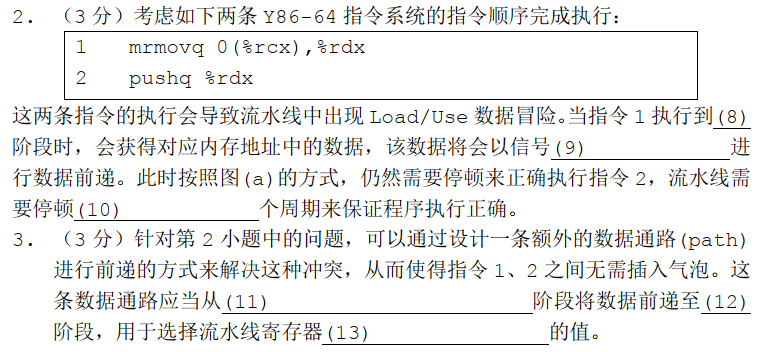 2. （3 分）考虑如下两条 Y86-64 指令系统的指令顺序完成执行：
1 mrmovq 0(%rcx),%rdx
2 pushq %rdx
这两条指令的执行会导致流水线中出现 Load/Use 数据冒险。当指令 1 执行到(8)
阶段时，会获得对应内存地址中的数据，该数据将会以信号(9) 进
行数据前递。此时按照图(a)的方式，仍然需要停顿来正确执行指令 2，流水线需
要停顿(10) 个周期来保证程序执行正确。
3. （3 分）针对第 2 小题中的问题，可以通过设计一条额外的数据通路(path)
进行前递的方式来解决这种冲突，从而使得指令 1、2 之间无需插入气泡。这
条数据通路应当从(11) 阶段将数据前递至(12)
阶段，用于选择流水线寄存器(13) 的值。